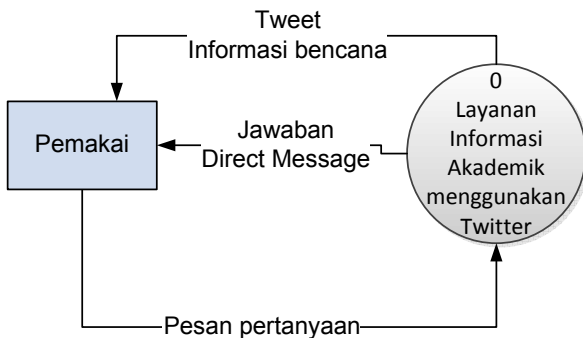 Tweet
Informasi bencana
Pemakai
Jawaban
Direct Message
0
Layanan
Informasi
Akademik
menggunakan
Twitter
Pesan pertanyaan